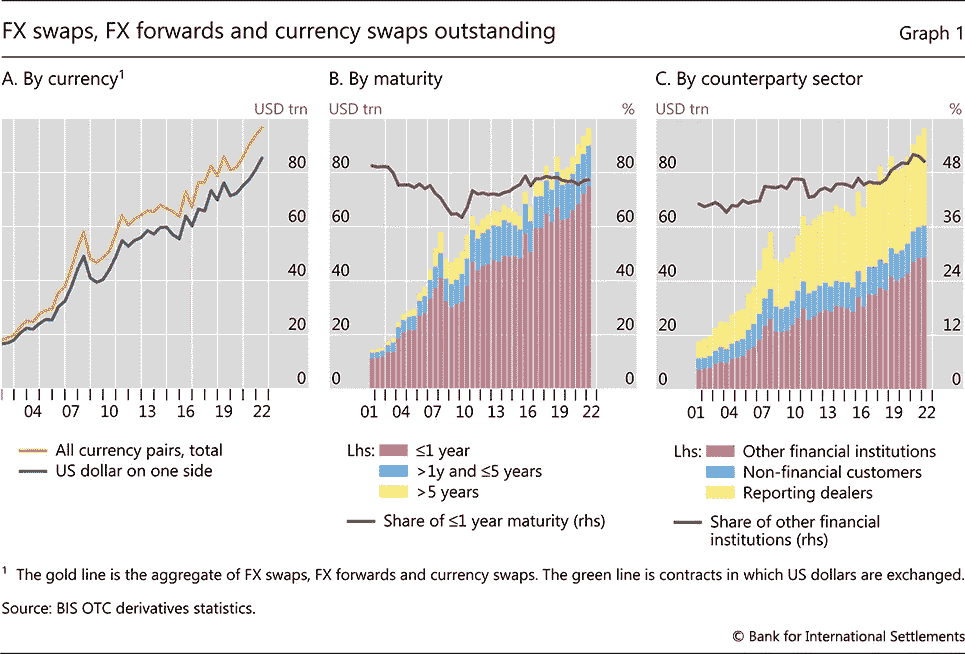 FX swaps, FX forwards and currency swaps outstanding
Graph 1
A. By currency¹
USD trn
80
60
40
20
0
04 07 10 13 16 19 22
All currency pairs, total
US dollar on one side
B. By maturity
USD trn %
80 80
60 60
40 40
20 20
0 0
01 04 07 10 13 16 19 22
Lhs: ≤1 year
>1y and ≤5 years
>5 years
Share of ≤1 year maturity (rhs)
C. By counterparty sector
USD trn %
80 48
60 36
40 24
20 12
0 0
01 04 07 10 13 16 19 22
Lhs: Other financial institutions
Non-financial customers
Reporting dealers
Share of other financial
institutions (rhs)
¹ The gold line is the aggregate of FX swaps, FX forwards and currency swaps. The green line is contracts in which US dollars are exchanged.
Source: BIS OTC derivatives statistics.
© Bank for International Settlements